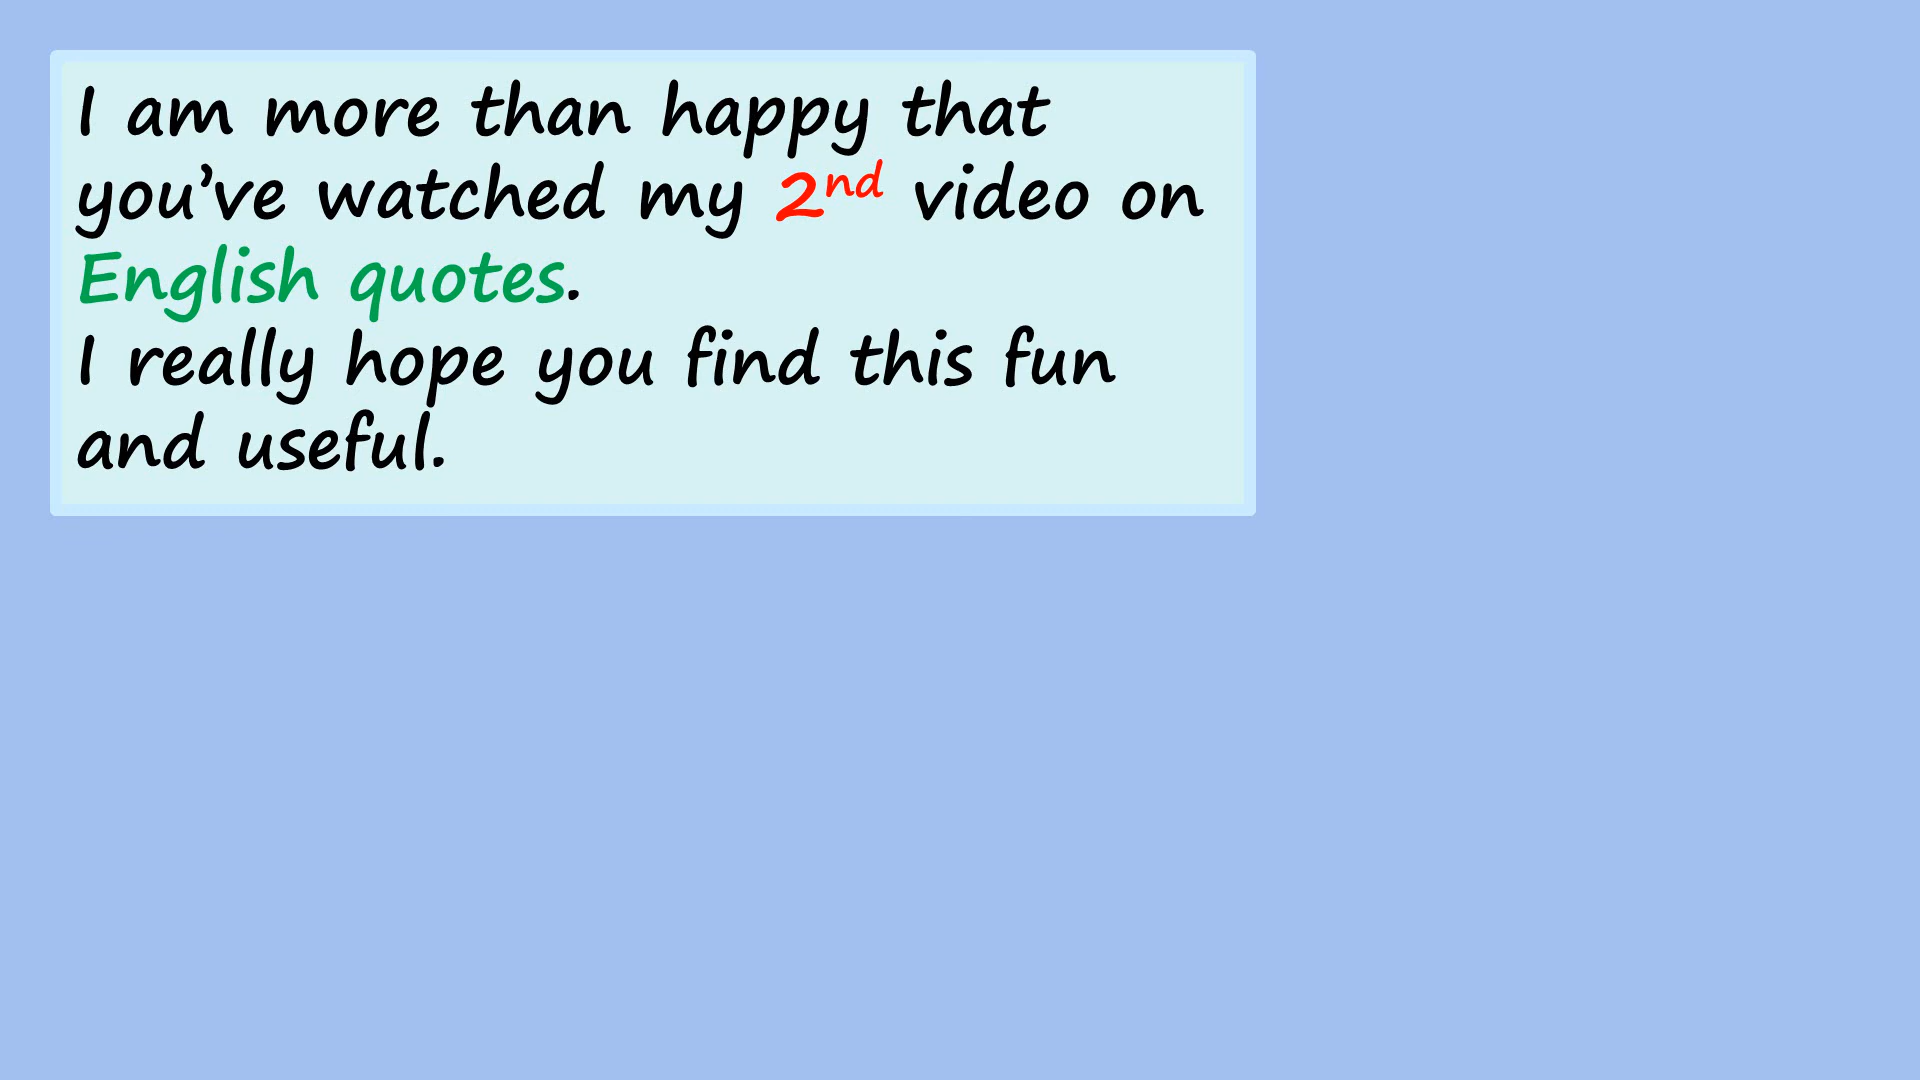 I am more than happy that
you’ve watched my 2nd video on
English quotes.
I really hope you find this fun
and useful.